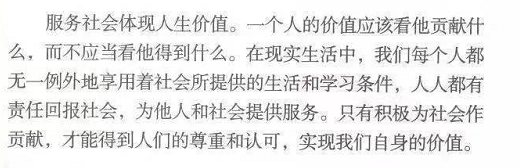 服务社会体现人生价值。一个人的价值应该看他贡献什
么，而不应当看他得到什么。在现实生活中，我们每个人都
无一例外地享用着社会所提供的生活和学习条件，人人都有
责任回报社会，为他人和社会提供服务。只有积极为社会作
贡献，才能得到人们的尊重和认可，实现我们自身的价值。